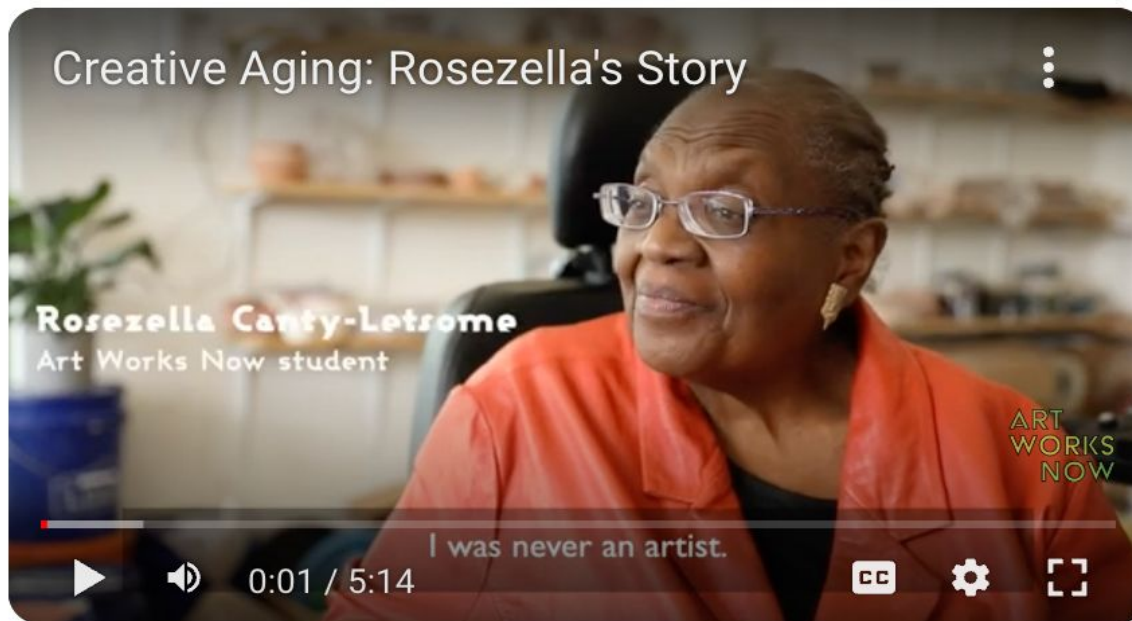 Creative Aging: Rosezella's Story
Rosezella Canty-Letsome
Art Works Now student
ART
WORKS
NOW
I was never an artist.
0:01 / 5:14
CC